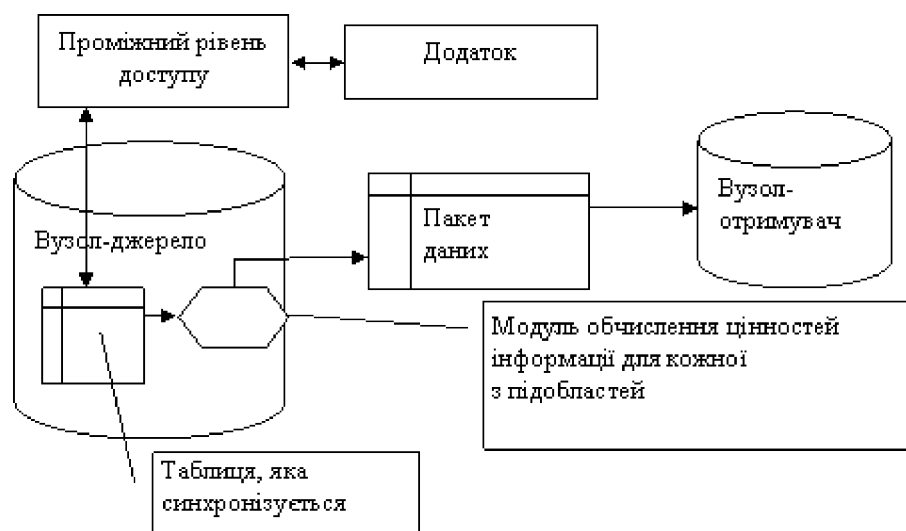 Проміжний рівень
доступу
Додаток
Вузол-
отримувач
Пакет
даних
Вузол-джерело
Модуль обчислення цінностей
інформації для кожної
з підобластей
Таблиця, яка
синхронізується